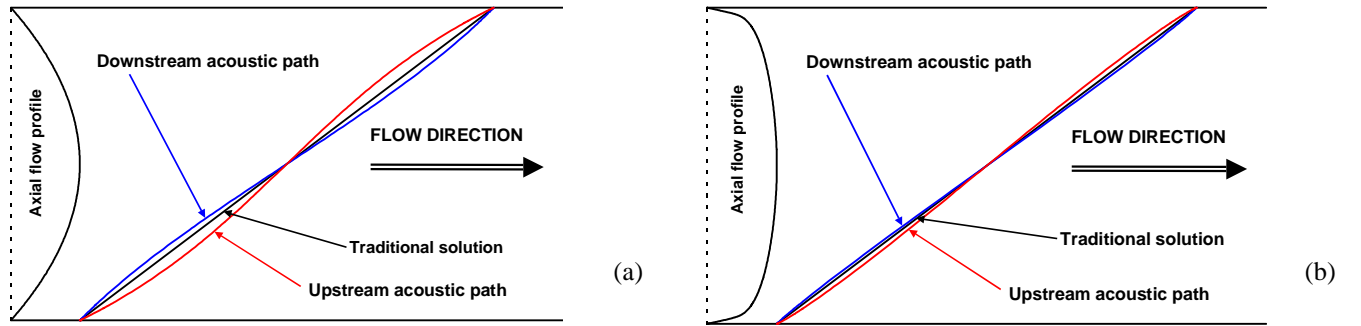 Axial flow profile
Downstream acoustic path
FLOW DIRECTION
Traditional solution
Upstream acoustic path
(a)
Axial flow profile
Downstream acoustic path
FLOW DIRECTION
Traditional solution
Upstream acoustic path
(b)